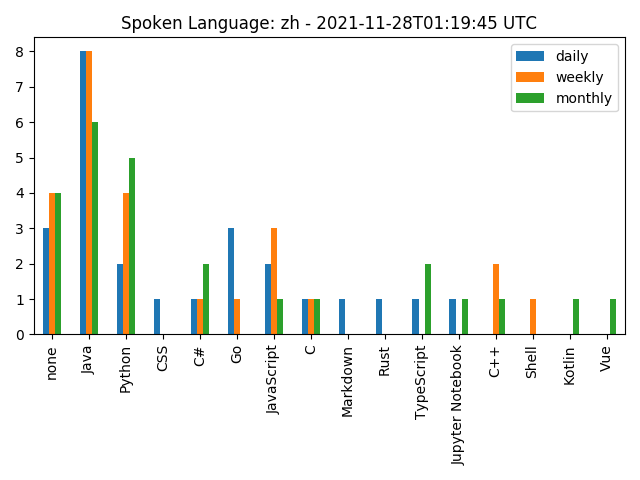 Spoken Language: zh - 2021-11-28T01:19:45 UTC
daily
weekly
monthly
8
7
6
5
4
3
2
1
0
none
Java
Python
CSS
C#
Go
JavaScript
C
Markdown
Rust
TypeScript
Jupyter Notebook
C++
Shell
Kotlin
Vue